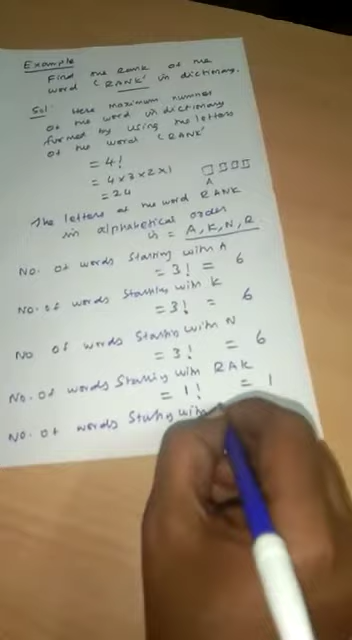 Example
Find the Rank of the
word 'RANK' in dictionary.
Sol: Here maximum number
of the word in dictionary
formed by using the letters
of the word 'RANK'
= 4!
= 4 x 3 x 2 x 1
= 24
A
The letters of the word RANK
in alphabetical order
is = A, K, N, R
No. of words Starting with A
= 3! = 6
No. of words Starting with K
= 3! = 6
No of words Starting with N
= 3! = 6
No. of words Starting with RAK
= 1! = 1
No. of words Starting with